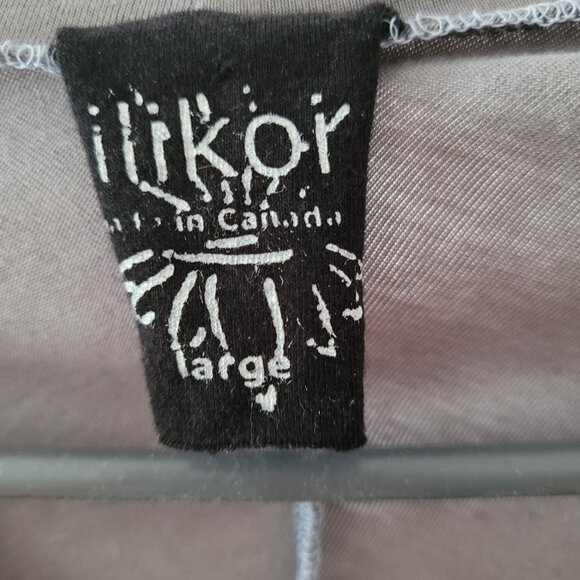 ilikor
in Canada
large